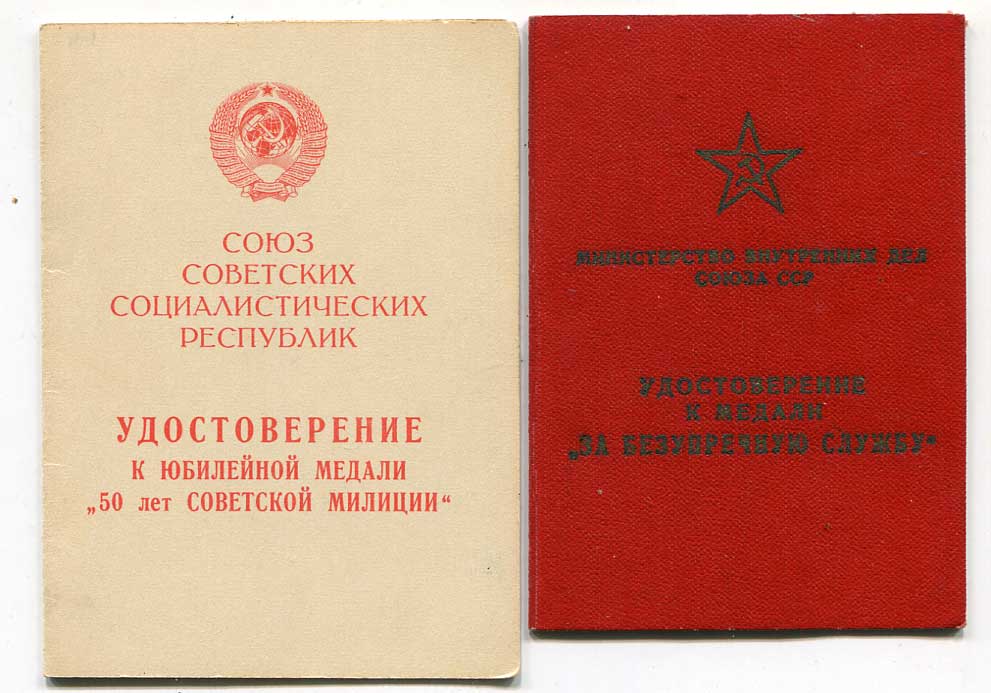 СОЮЗ
СОВЕТСКИХ
СОЦИАЛИСТИЧЕСКИХ
РЕСПУБЛИК
УДОСТОВЕРЕНИЕ
К ЮБИЛЕЙНОЙ МЕДАЛИ
„50 лет СОВЕТСКОЙ МИЛИЦИИ“
МИНИСТЕРСТВО ВНУТРЕННИХ ДЕЛ
СОЮЗА ССР
УДОСТОВЕРЕНИЕ
К МЕДАЛИ
„ЗА БЕЗУПРЕЧНУЮ СЛУЖБУ“